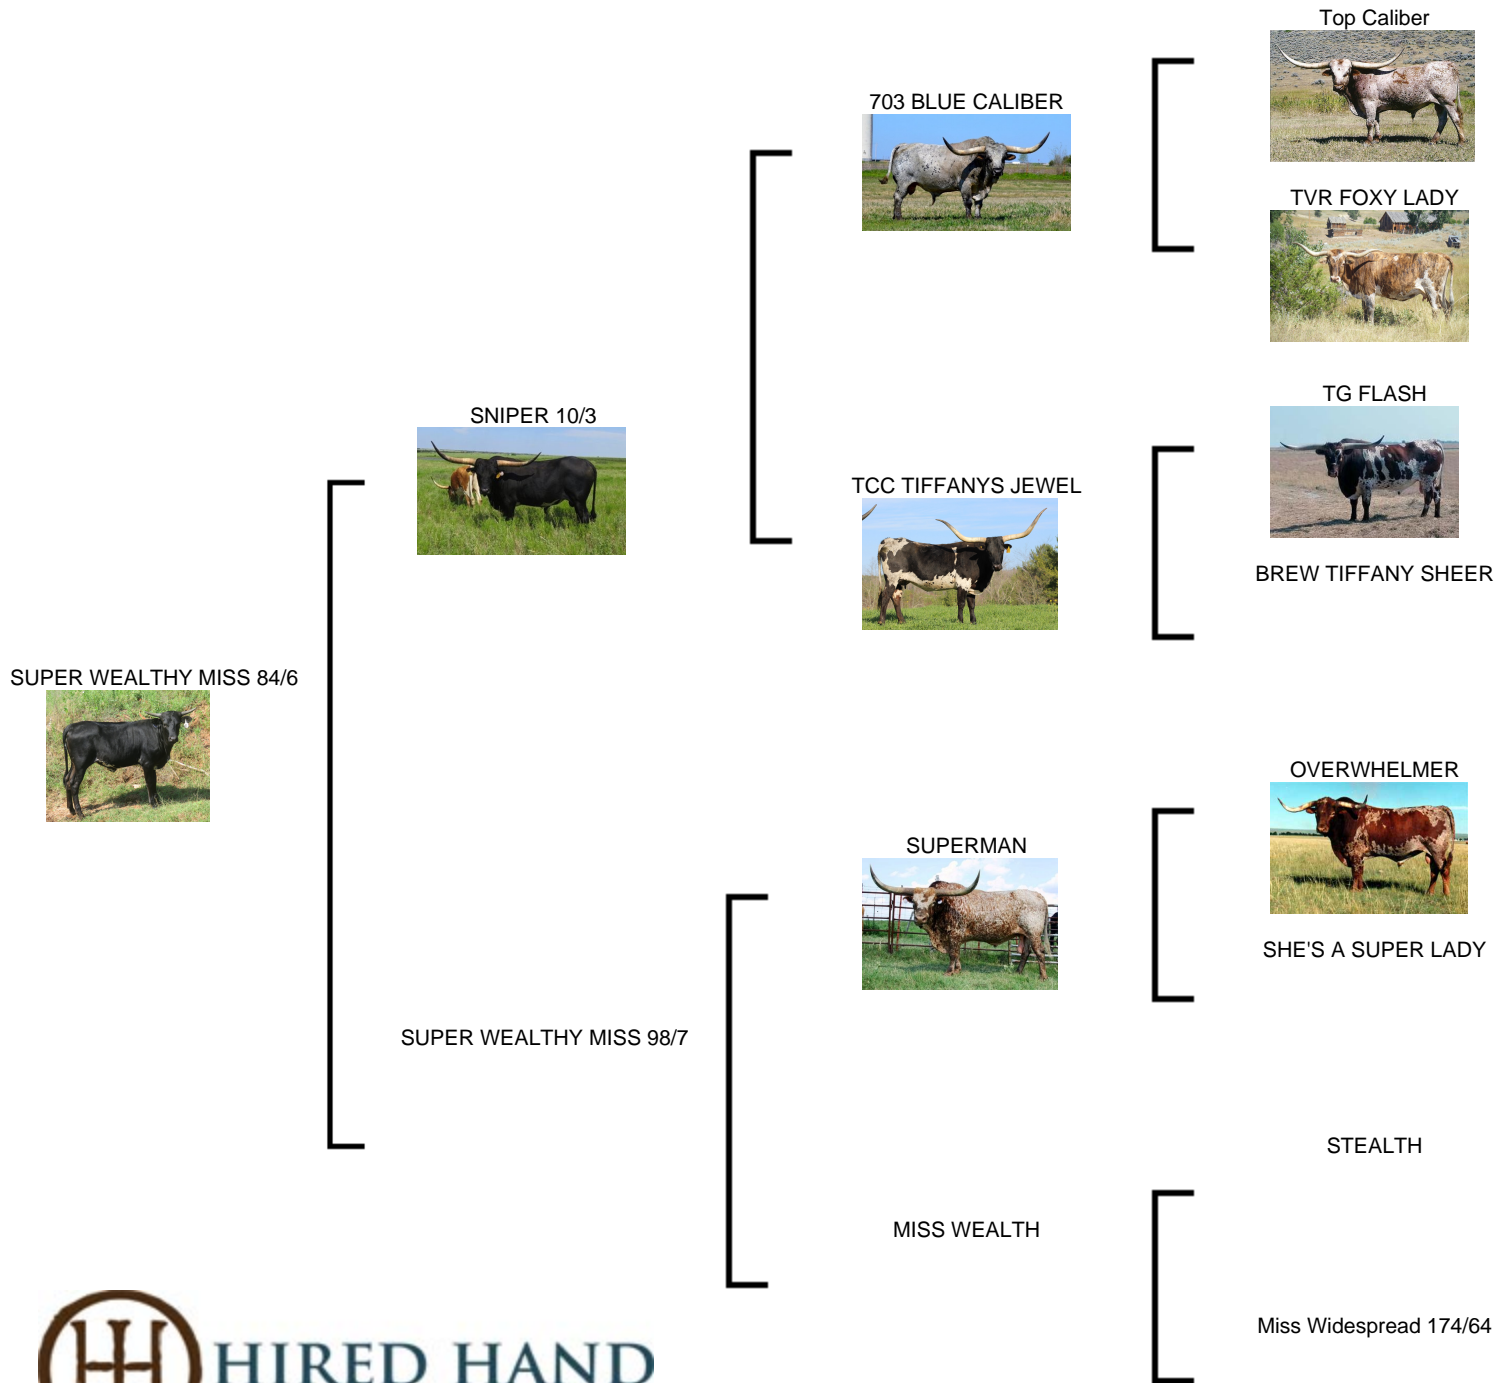 Top Caliber
703 BLUE CALIBER
TVR FOXY LADY
SNIPER 10/3
TG FLASH
TCC TIFFANYS JEWEL
BREW TIFFANY SHEER
SUPER WEALTHY MISS 84/6
OVERWHELMER
SUPERMAN
SHE'S A SUPER LADY
SUPER WEALTHY MISS 98/7
STEALTH
MISS WEALTH
Miss Widespread 174/64
HIRED HAND